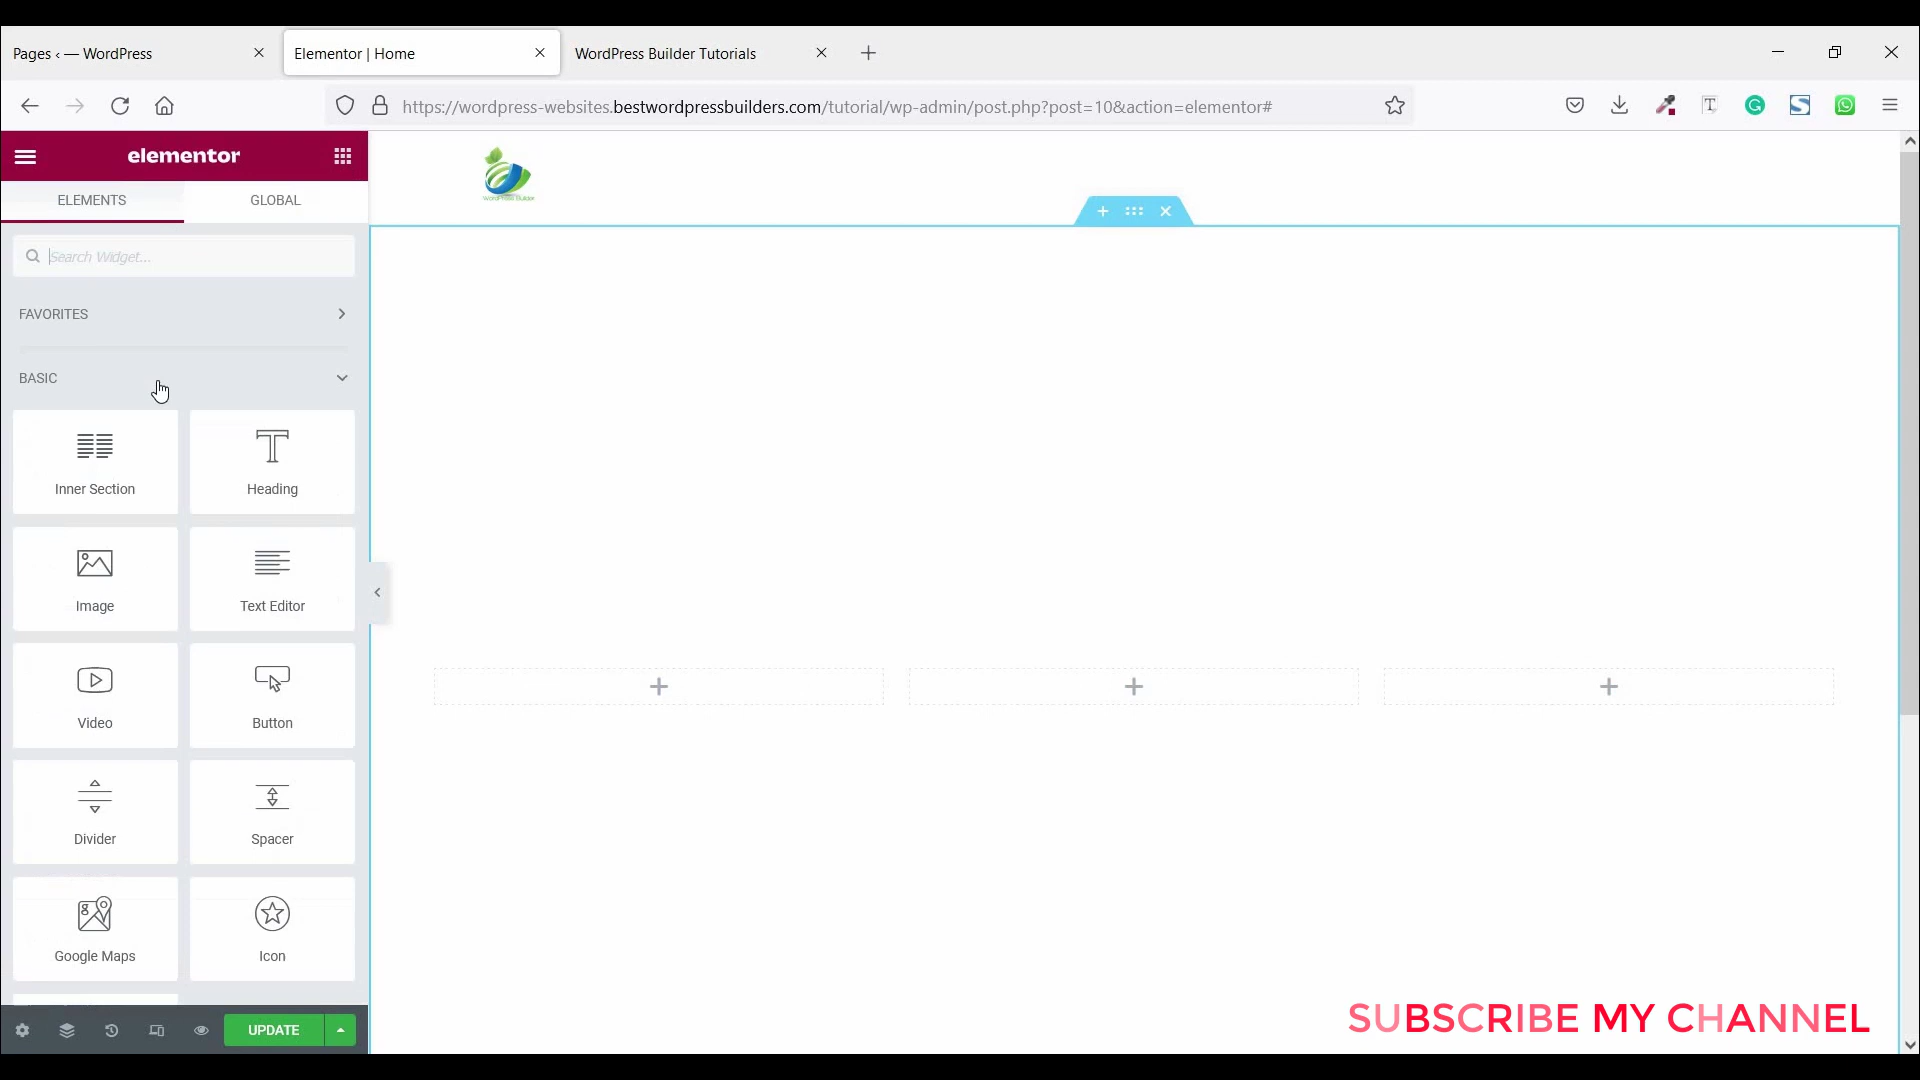 Pages ‹ — WordPress
Elementor | Home
WordPress Builder Tutorials
https://wordpress-websites.bestwordpressbuilders.com/tutorial/wp-admin/post.php?post=10&action=elementor#
elementor
ELEMENTS
GLOBAL
WordPress Builder
Search Widget...
FAVORITES
BASIC
Inner Section
Heading
Image
Text Editor
Video
Button
Divider
Spacer
Google Maps
Icon
UPDATE
SUBSCRIBE MY CHANNEL